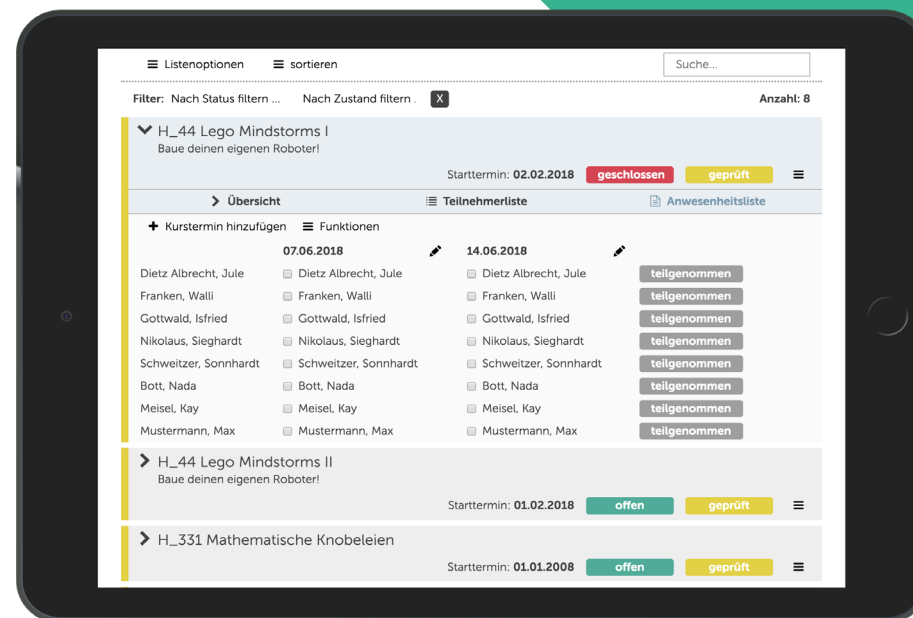 Listenoptionen sortieren Suche...
Filter: Nach Status filtern ... Nach Zustand filtern . X Anzahl: 8
H_44 Lego Mindstorms I
Baue deinen eigenen Roboter!
Starttermin: 02.02.2018 geschlossen geprüft
Übersicht Teilnehmerliste Anwesenheitsliste
Kurstermin hinzufügen Funktionen
07.06.2018 14.06.2018
Dietz Albrecht, Jule Dietz Albrecht, Jule Dietz Albrecht, Jule teilgenommen
Franken, Walli Franken, Walli Franken, Walli teilgenommen
Gottwald, Isfried Gottwald, Isfried Gottwald, Isfried teilgenommen
Nikolaus, Sieghardt Nikolaus, Sieghardt Nikolaus, Sieghardt teilgenommen
Schweitzer, Sonnhardt Schweitzer, Sonnhardt Schweitzer, Sonnhardt teilgenommen
Bott, Nada Bott, Nada Bott, Nada teilgenommen
Meisel, Kay Meisel, Kay Meisel, Kay teilgenommen
Mustermann, Max Mustermann, Max Mustermann, Max teilgenommen
H_44 Lego Mindstorms II
Baue deinen eigenen Roboter!
Starttermin: 01.02.2018 offen geprüft
H_331 Mathematische Knobeleien
Starttermin: 01.01.2008 offen geprüft